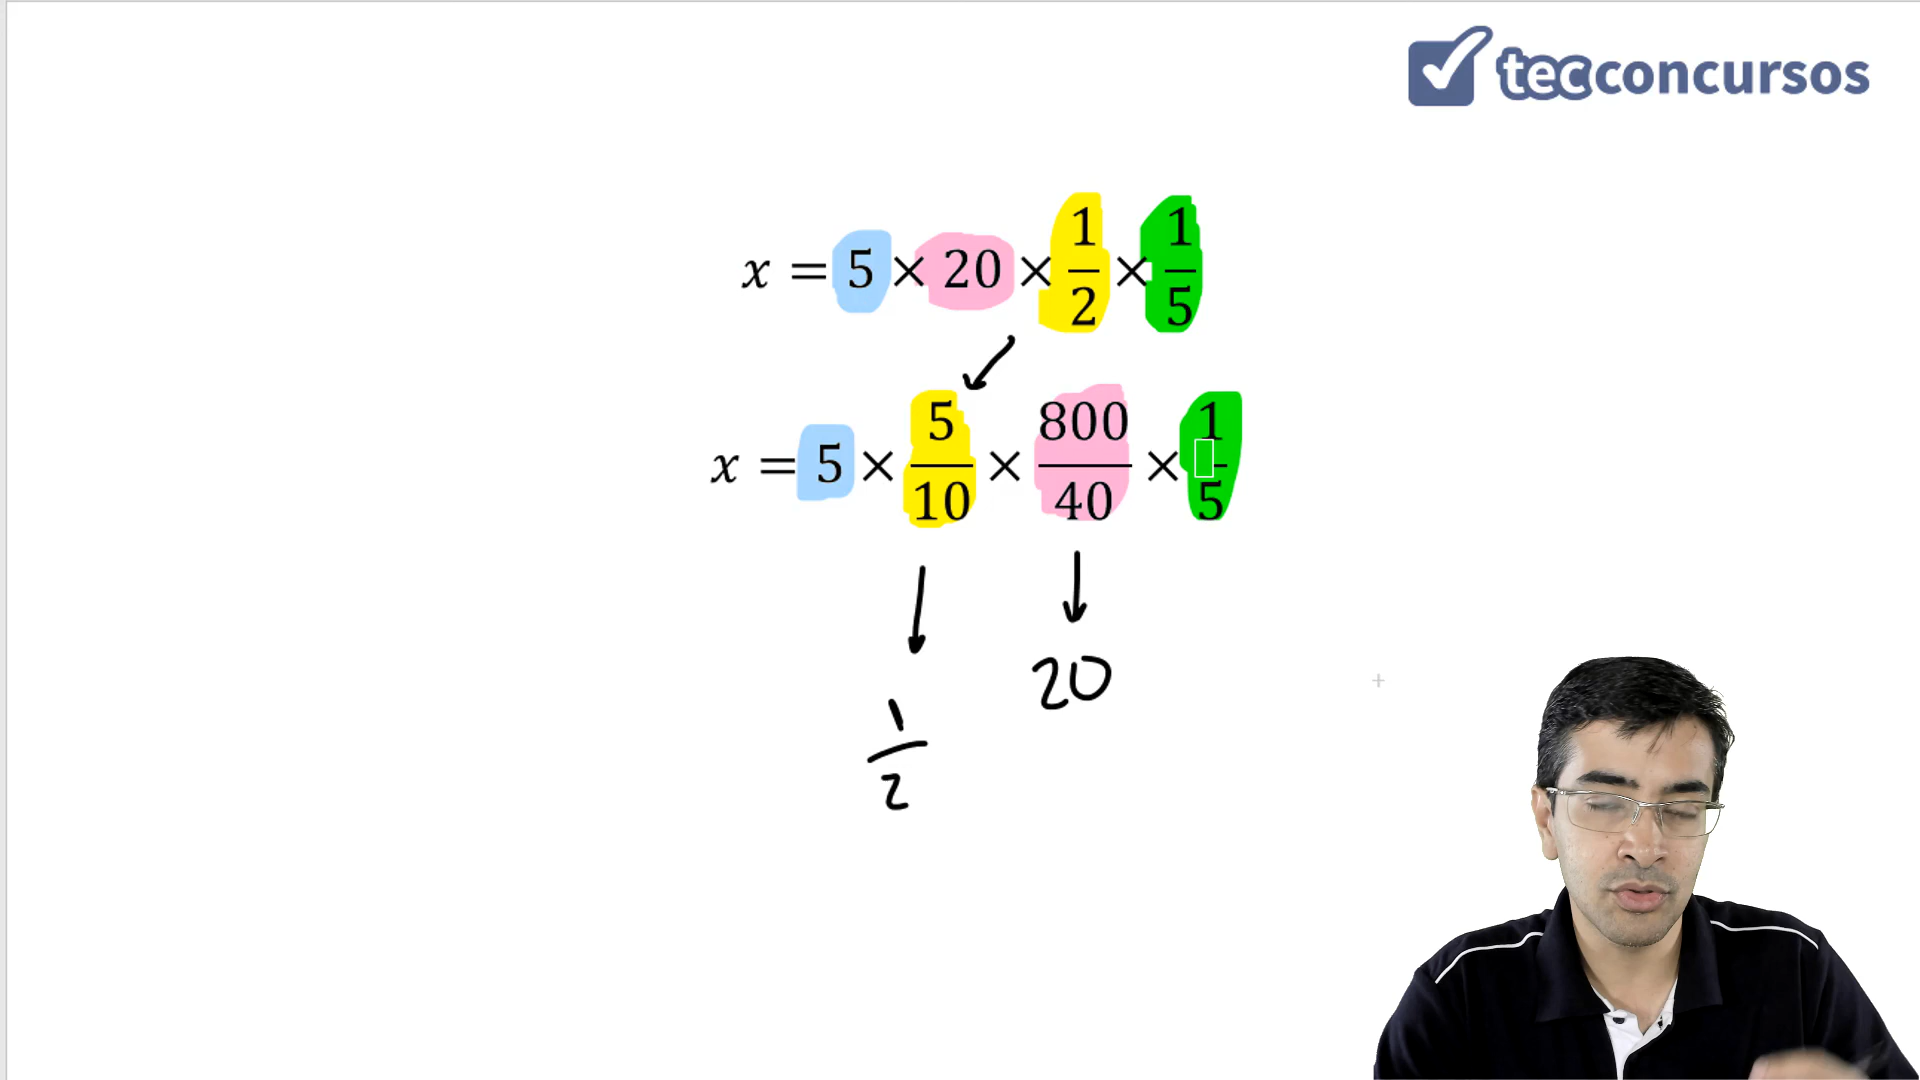 tecconcursos
x = 5 × 20 × 1/2 × 1/5
x = 5 × 5/10 × 800/40 × 1/5
20
1/2